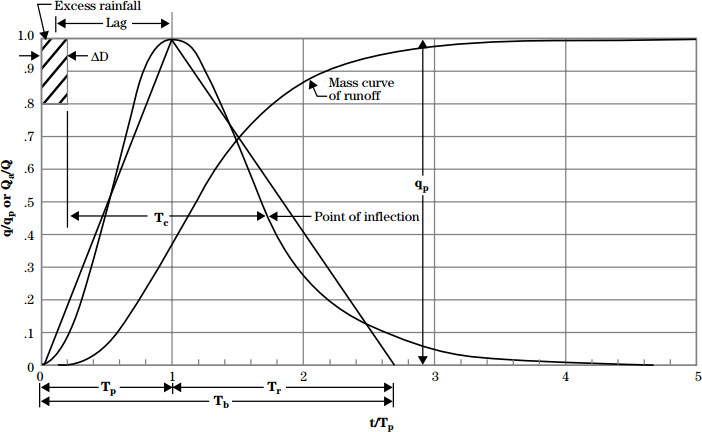 Excess rainfall
Lag
1.0
.9
.8
.7
.6
.5
.4
.3
.2
.1
0
q/qp or Qa/Q
ΔD
Mass curve
of runoff
qp
Tc
Point of inflection
0 1 2 3 4 5
Tp
Tr
Tb
t/Tp